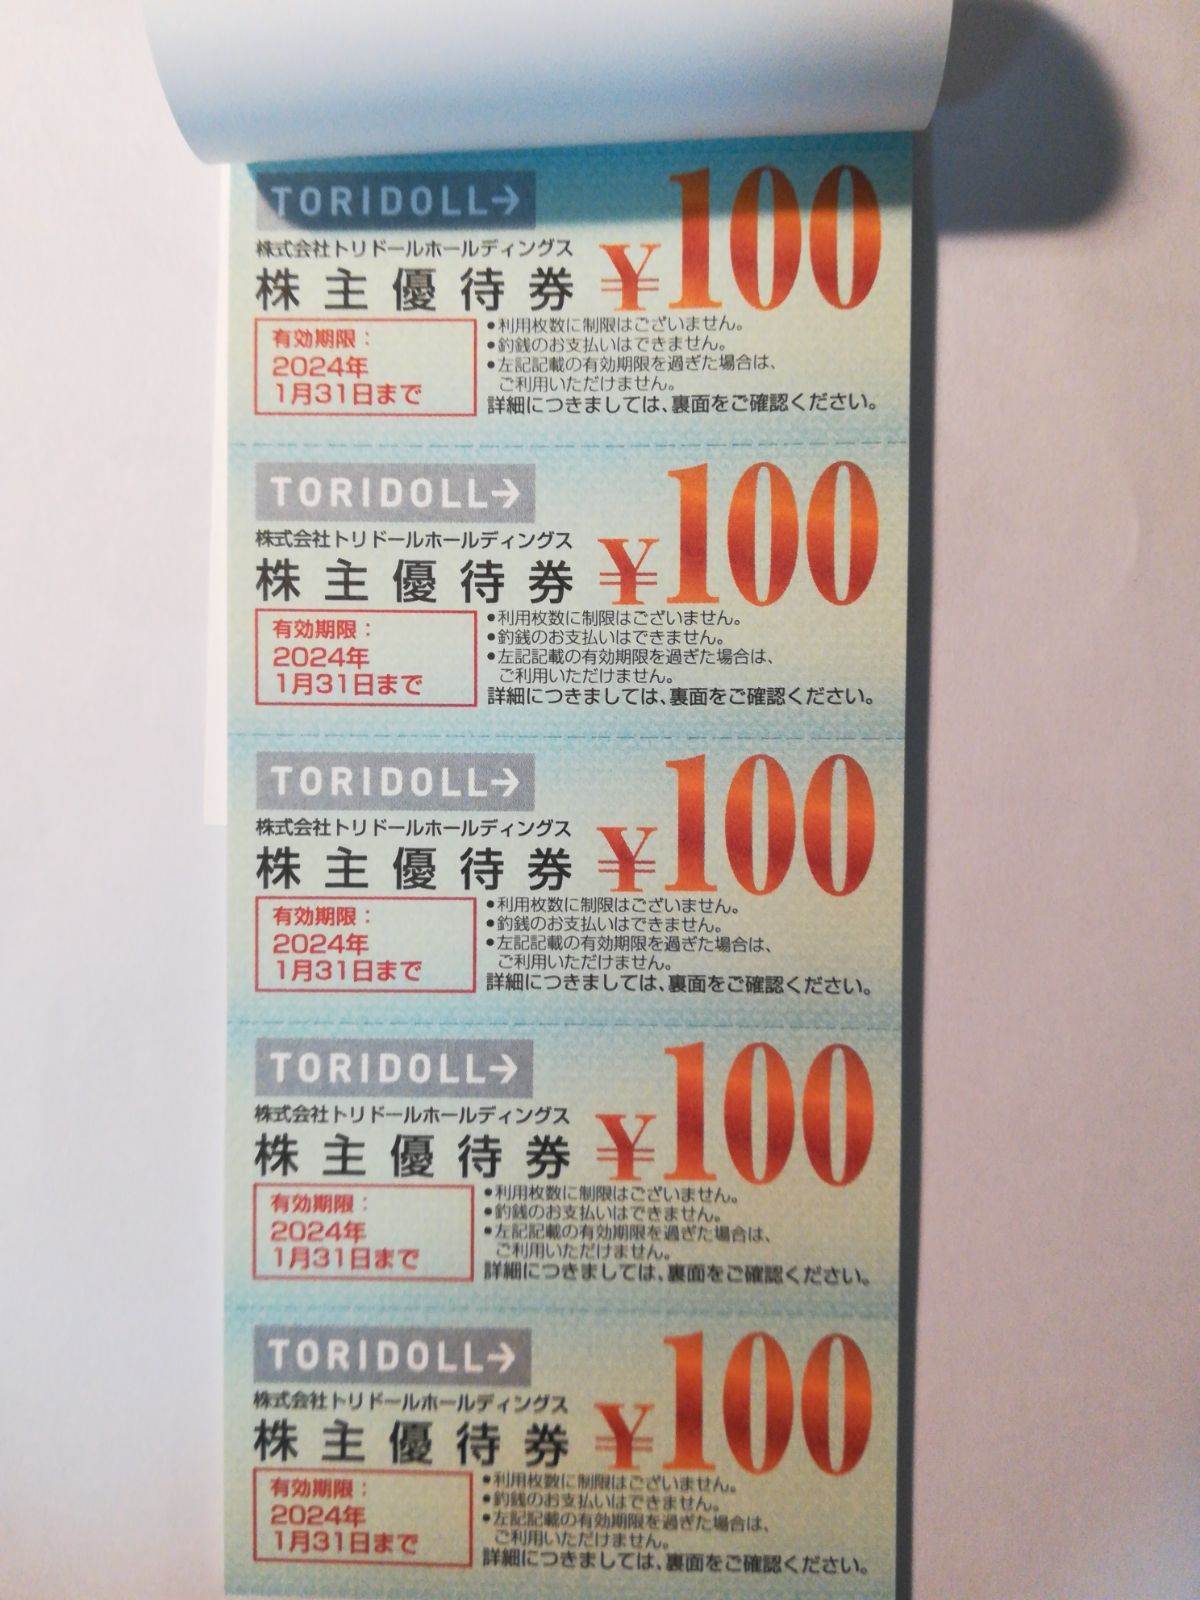 TORIDOLL→
株式会社トリドールホールディングス
株主優待券
¥100
有効期限：
2024年
1月31日まで
●利用枚数に制限はございません。
●釣銭のお支払いはできません。
●左記記載の有効期限を過ぎた場合は、
ご利用いただけません。
詳細につきましては、裏面をご確認ください。
TORIDOLL→
株式会社トリドールホールディングス
株主優待券
¥100
有効期限：
2024年
1月31日まで
●利用枚数に制限はございません。
●釣銭のお支払いはできません。
●左記記載の有効期限を過ぎた場合は、
ご利用いただけません。
詳細につきましては、裏面をご確認ください。
TORIDOLL→
株式会社トリドールホールディングス
株主優待券
¥100
有効期限：
2024年
1月31日まで
●利用枚数に制限はございません。
●釣銭のお支払いはできません。
●左記記載の有効期限を過ぎた場合は、
ご利用いただけません。
詳細につきましては、裏面をご確認ください。
TORIDOLL→
株式会社トリドールホールディングス
株主優待券
¥100
有効期限：
2024年
1月31日まで
●利用枚数に制限はございません。
●釣銭のお支払いはできません。
●左記記載の有効期限を過ぎた場合は、
ご利用いただけません。
詳細につきましては、裏面をご確認ください。
TORIDOLL→
株式会社トリドールホールディングス
株主優待券
¥100
有効期限：
2024年
1月31日まで
●利用枚数に制限はございません。
●釣銭のお支払いはできません。
●左記記載の有効期限を過ぎた場合は、
ご利用いただけません。
詳細につきましては、裏面をご確認ください。